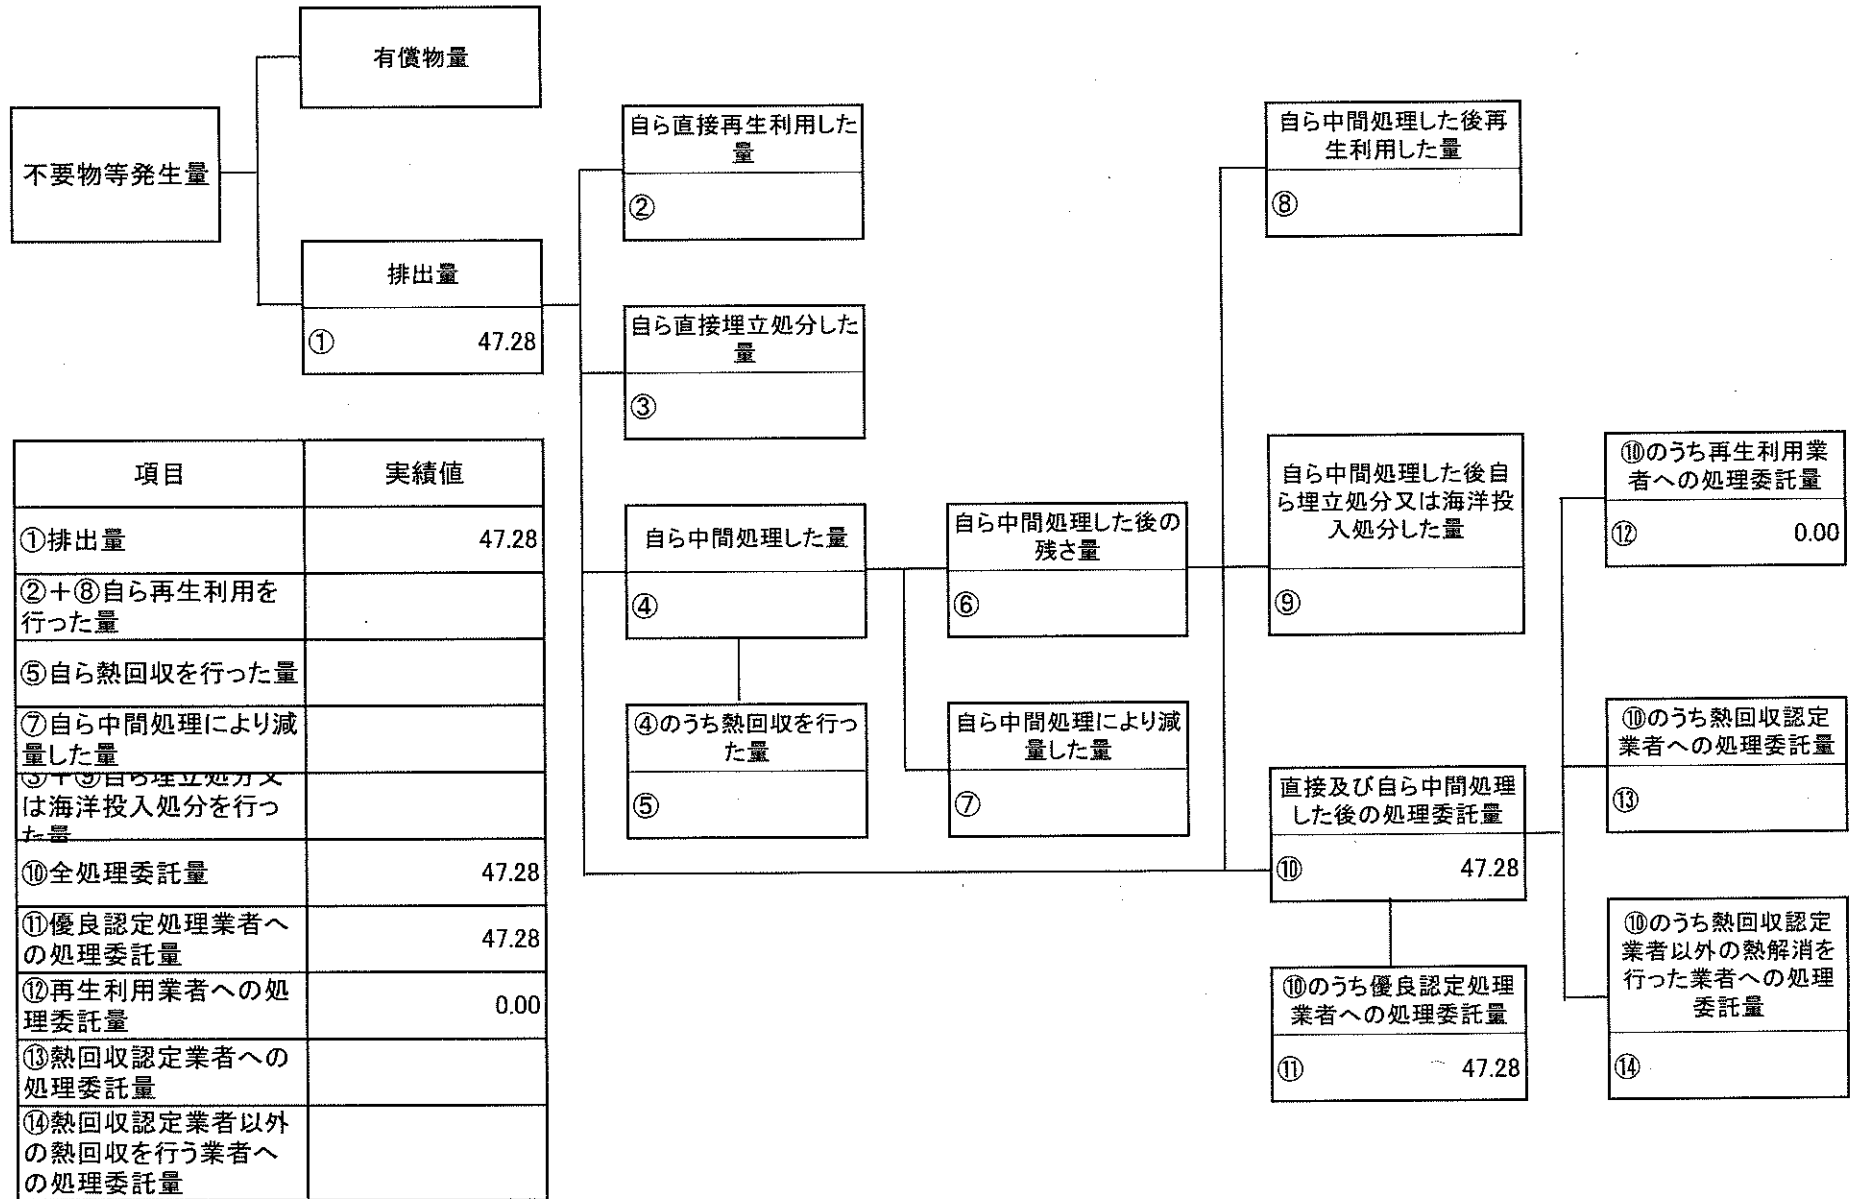 有償物量
不要物等発生量
排出量
① 47.28
自ら直接再生利用した
量
②
自ら直接埋立処分した
量
③
自ら中間処理した量
④
④のうち熱回収を行っ
た量
⑤
自ら中間処理した後の
残さ量
⑥
自ら中間処理により減
量した量
⑦
自ら中間処理した後再
生利用した量
⑧
自ら中間処理した後自
ら埋立処分又は海洋投
入処分した量
⑨
直接及び自ら中間処理
した後の処理委託量
⑩ 47.28
⑩のうち優良認定処理
業者への処理委託量
⑪ 47.28
⑩のうち再生利用業
者への処理委託量
⑫ 0.00
⑩のうち熱回収認定
業者への処理委託量
⑬
⑩のうち熱回収認定
業者以外の熱解消を
行った業者への処理
委託量
⑭
項目 実績値
①排出量 47.28
②+⑧自ら再生利用を
行った量
⑤自ら熱回収を行った量
⑦自ら中間処理により減
量した量
③+⑨自ら埋立処分又
は海洋投入処分を行っ
た量
⑩全処理委託量 47.28
⑪優良認定処理業者へ
の処理委託量 47.28
⑫再生利用業者への処
理委託量 0.00
⑬熱回収認定業者への
処理委託量
⑭熱回収認定業者以外
の熱回収を行う業者へ
の処理委託量